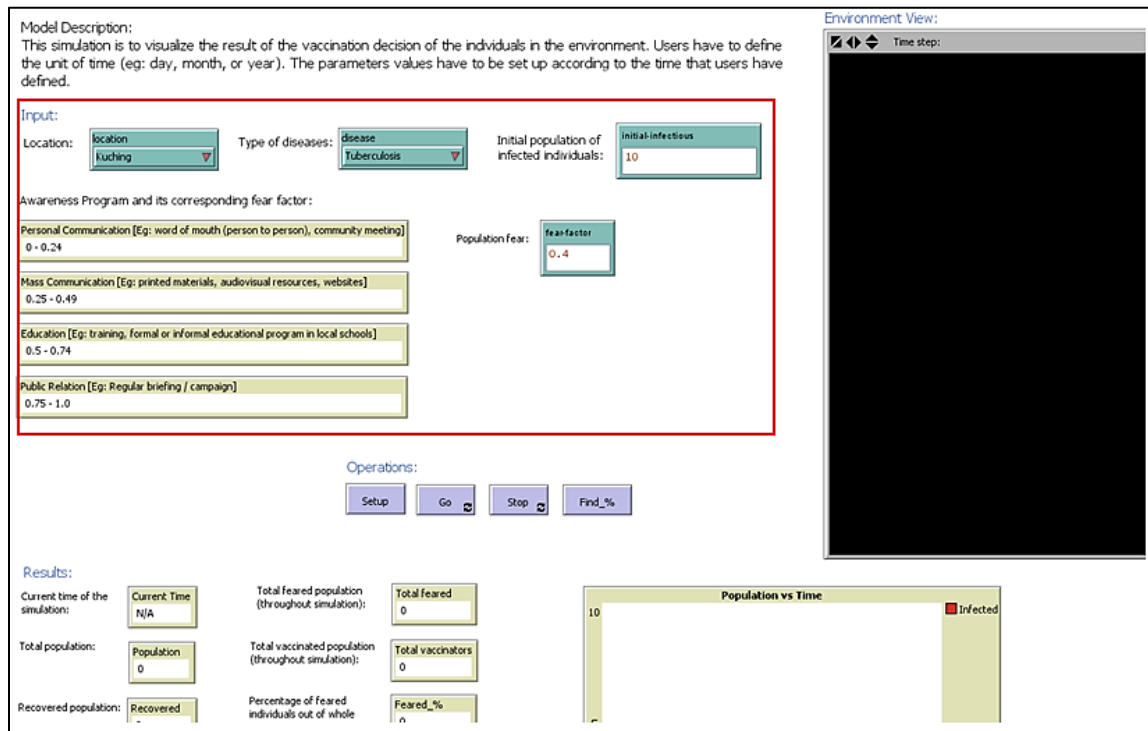 Model Description:
This simulation is to visualize the result of the vaccination decision of the individuals in the environment. Users have to define
the unit of time (eg: day, month, or year). The parameters values have to be set up according to the time that users have
defined.
Environment View:
Time step:
Input:
Location:
location
Kuching
Type of diseases:
disease
Tuberculosis
Initial population of
infected individuals:
initial-infectious
10
Awareness Program and its corresponding fear factor:
Personal Communication [Eg: word of mouth (person to person), community meeting]
0 - 0.24
Population fear:
fear-factor
0.4
Mass Communication [Eg: printed materials, audiovisual resources, websites]
0.25 - 0.49
Education [Eg: training, formal or informal educational program in local schools]
0.5 - 0.74
Public Relation [Eg: Regular briefing / campaign]
0.75 - 1.0
Operations:
Setup
Go
Stop
Find_%
Results:
Current time of the
simulation:
Current Time
N/A
Total feared population
(throughout simulation):
Total feared
0
Total population:
Population
0
Total vaccinated population
(throughout simulation):
Total vaccinators
0
Recovered population:
Recovered
Percentage of feared
individuals out of whole
Feared_%
Population vs Time
10
Infected